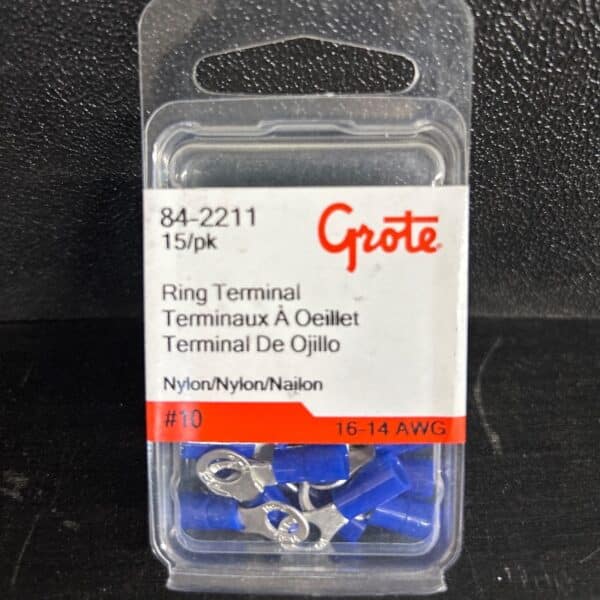 84-2211
15/pk
Grote
Ring Terminal
Terminaux À Oeillet
Terminal De Ojillo
Nylon/Nylon/Nailon
#10
16-14 AWG